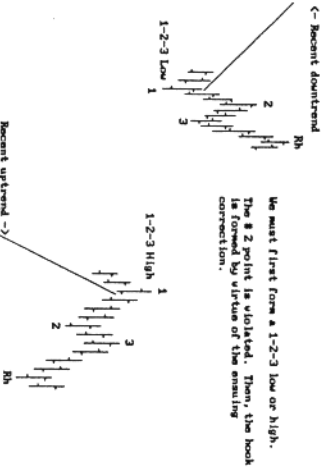 <- Recent downtrend
1-2-3 Low
1
2
3
Rh
We must first form a 1-2-3 low or high.
The # 2 point is violated. Then, the hook
is formed by virtue of the ensuing
correction.
1-2-3 High
1
2
3
Rh
Recent uptrend ->